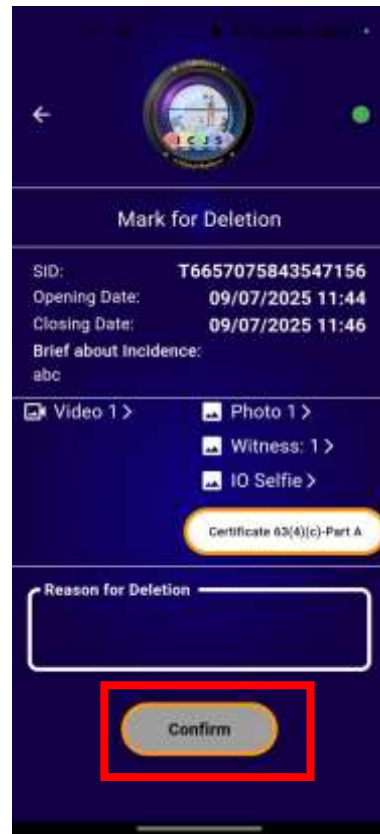 ICJS
Mark for Deletion
SID: T6657075843547156
Opening Date: 09/07/2025 11:44
Closing Date: 09/07/2025 11:46
Brief about Incidence:
abc
Video 1 >
Photo 1 >
Witness: 1 >
IO Selfie >
Certificate 63(4)(c)-Part A
Reason for Deletion
Confirm